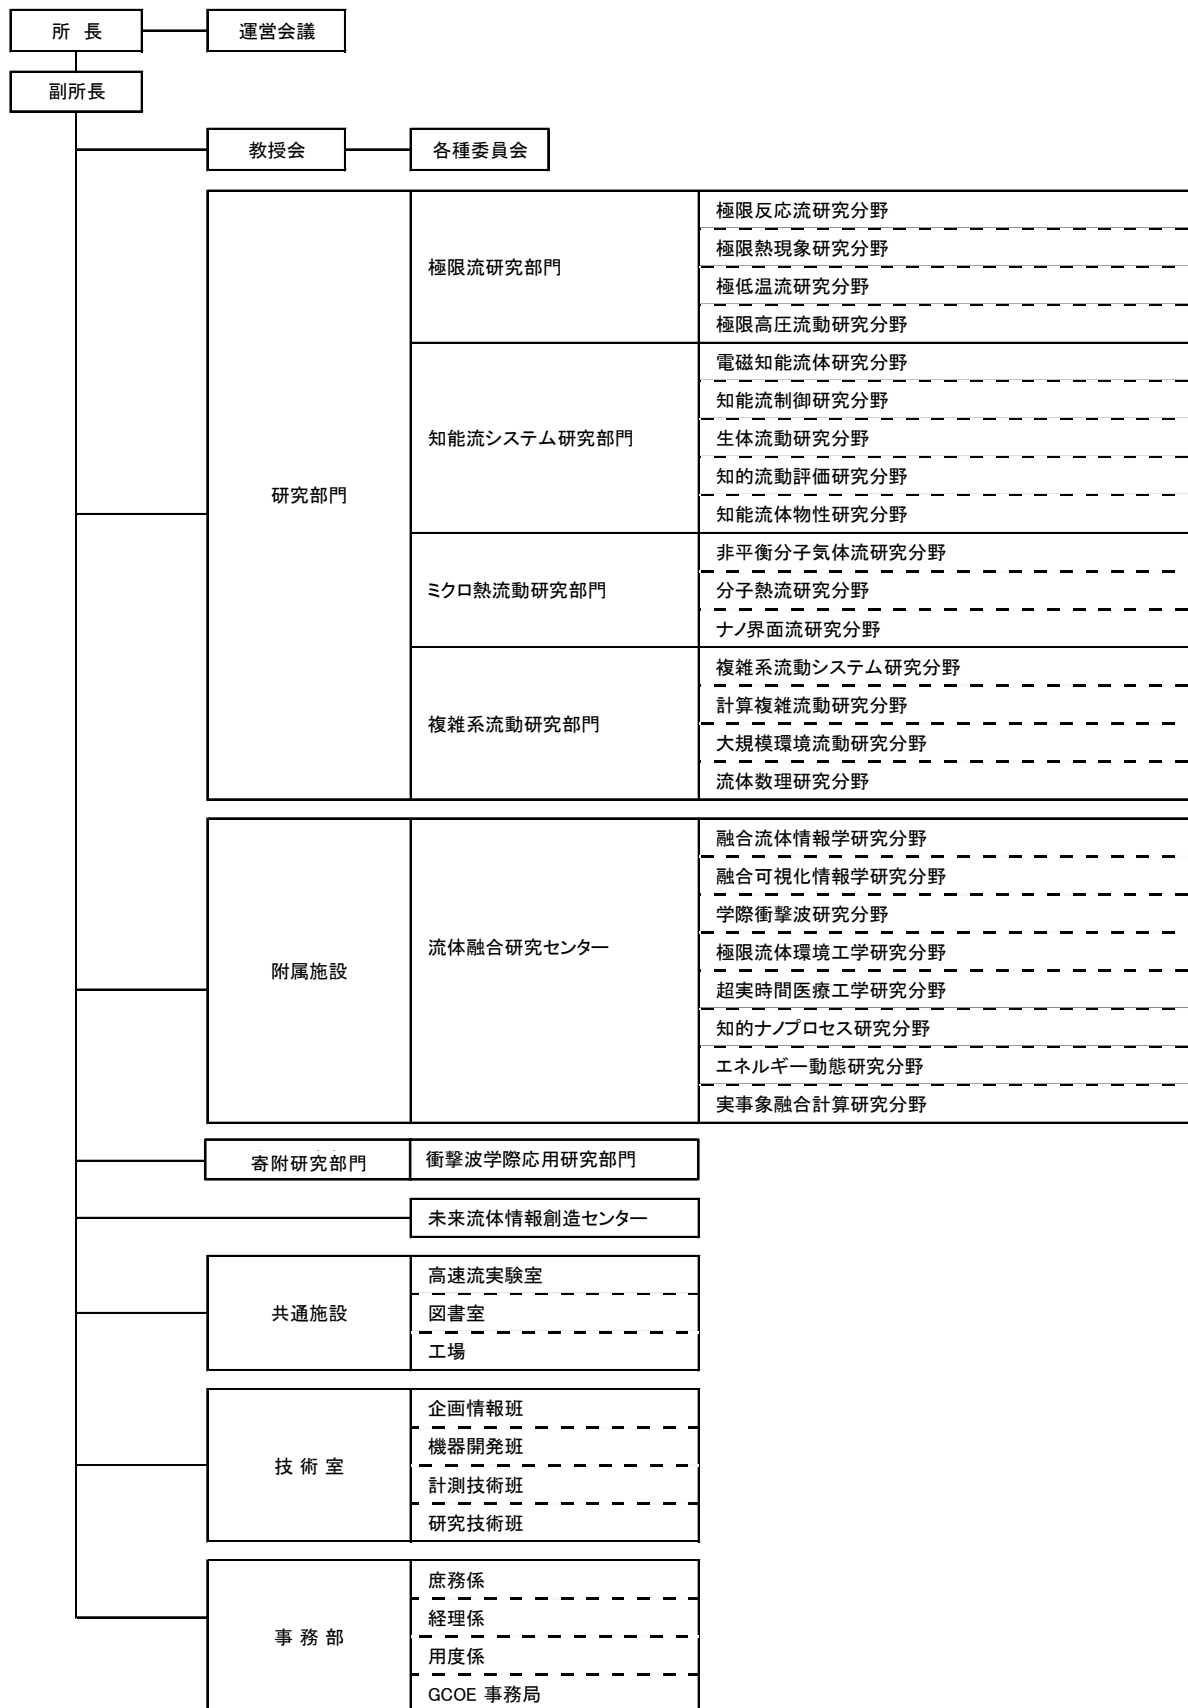 所 長
運営会議
副所長
教授会
各種委員会
研究部門
極限流研究部門
極限反応流研究分野
極限熱現象研究分野
極低温流研究分野
極限高圧流動研究分野
知能流システム研究部門
電磁知能流体研究分野
知能流制御研究分野
生体流動研究分野
知的流動評価研究分野
知能流体物性研究分野
ミクロ熱流動研究部門
非平衡分子気体流研究分野
分子熱流研究分野
ナノ界面流研究分野
複雑系流動研究部門
複雑系流動システム研究分野
計算複雑流動研究分野
大規模環境流動研究分野
流体数理研究分野
附属施設
流体融合研究センター
融合流体情報学研究分野
融合可視化情報学研究分野
学際衝撃波研究分野
極限流体環境工学研究分野
超実時間医療工学研究分野
知的ナノプロセス研究分野
エネルギー動態研究分野
実事象融合計算研究分野
寄附研究部門
衝撃波学際応用研究部門
未来流体情報創造センター
共通施設
高速流実験室
図書室
工場
技 術 室
企画情報班
機器開発班
計測技術班
研究技術班
事 務 部
庶務係
経理係
用度係
GCOE 事務局